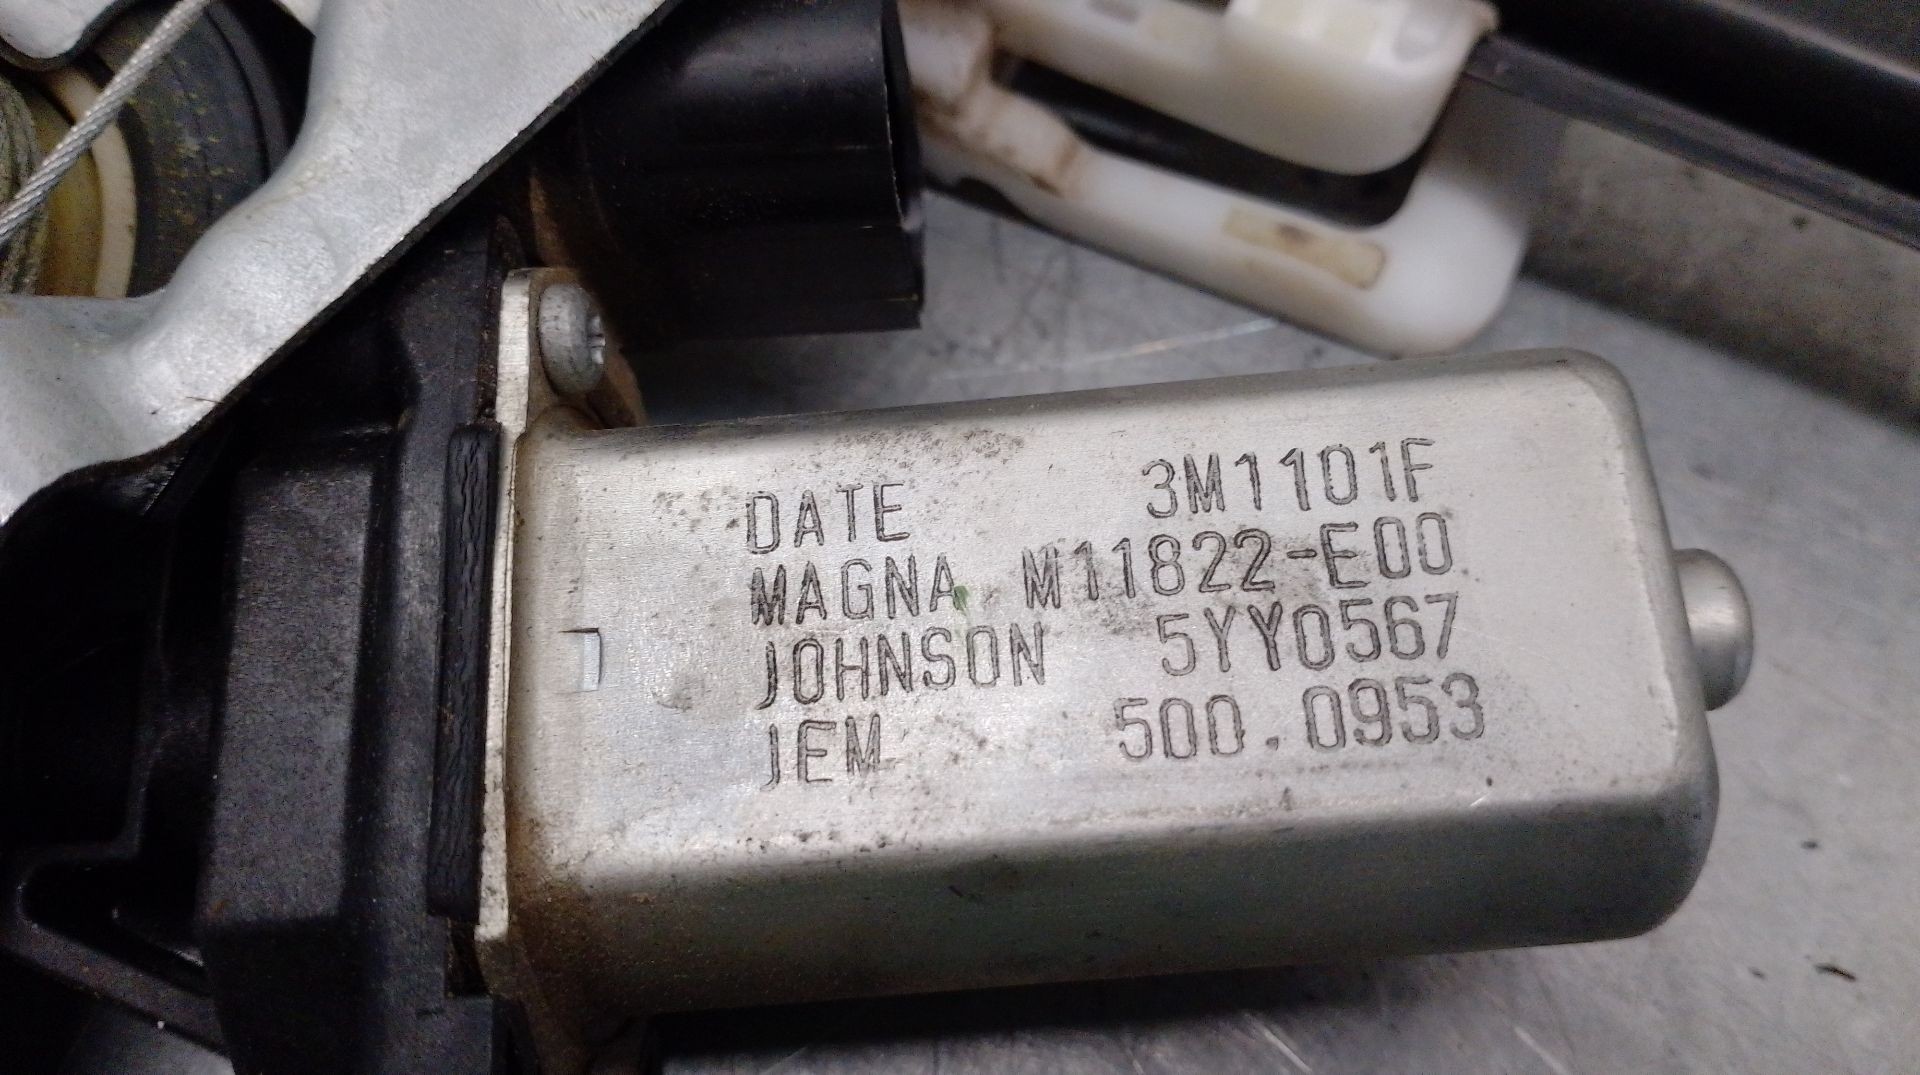 DATE 3M1101F
MAGNA M11822-E00
JOHNSON 5YY0567
JEM 500.0953